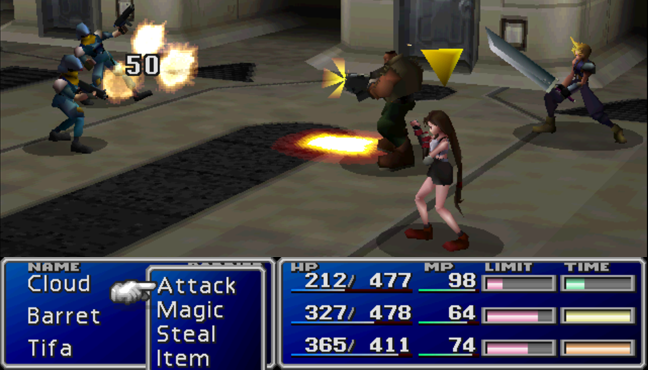 50
NAME BARRIER HP MP LIMIT TIME
Cloud Attack 212/ 477 98
Magic
Barret 327/ 478 64
Steal
Tifa 365/ 411 74
Item